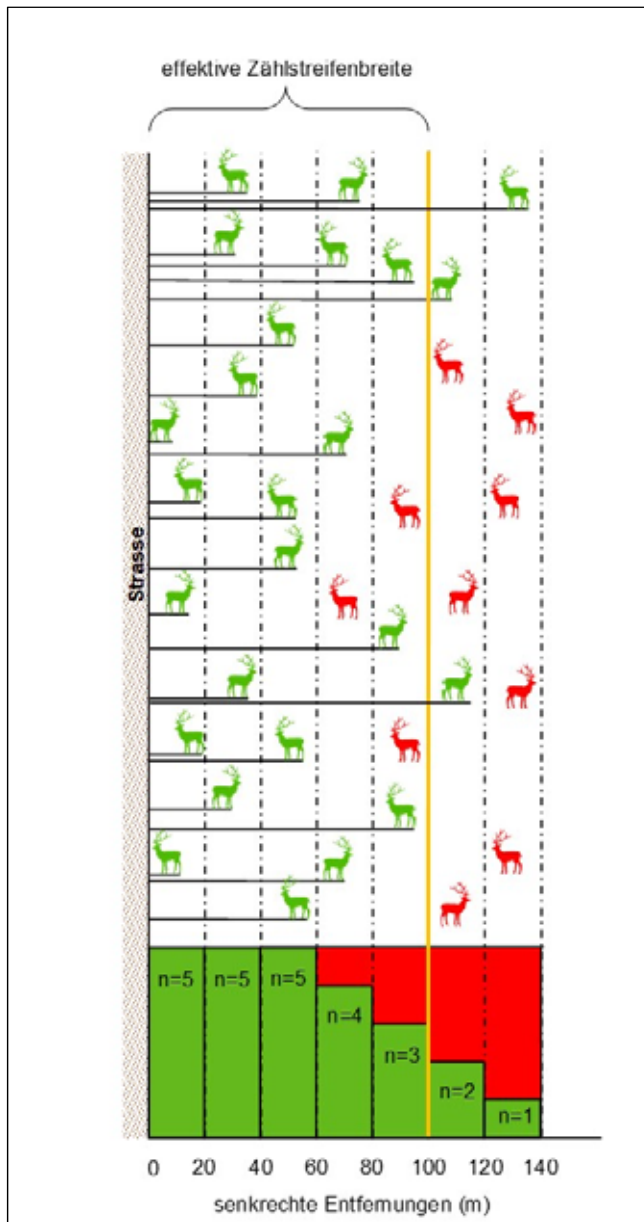 effektive Zählstreifenbreite
Strasse
n=5
n=5
n=5
n=4
n=3
n=2
n=1
0 20 40 60 80 100 120 140
senkrechte Entfernungen (m)